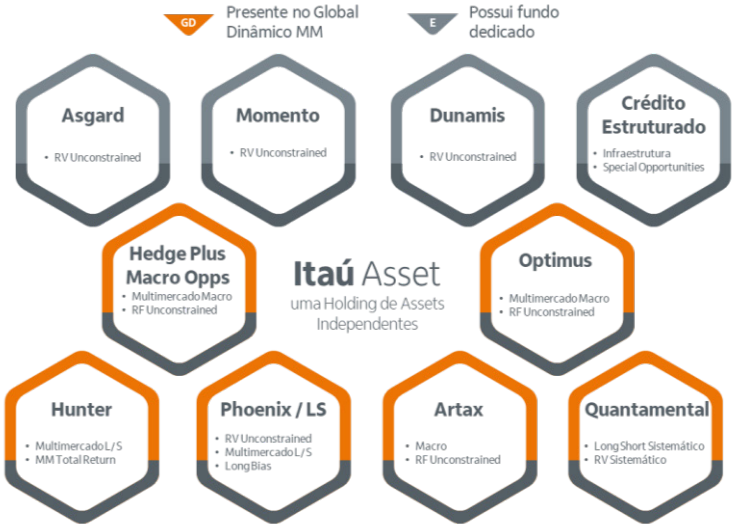 GD
Presente no Global
Dinâmico MM
E
Possui fundo
dedicado
Asgard
• RV Unconstrained
Momento
• RV Unconstrained
Dunamis
• RV Unconstrained
Crédito
Estruturado
• Infraestrutura
• Special Opportunities
Hedge Plus
Macro Opps
• Multimercado Macro
• RF Unconstrained
Itaú Asset
uma Holding de Assets
Independentes
Optimus
• Multimercado Macro
• RF Unconstrained
Hunter
• Multimercado L/S
• MM Total Return
Phoenix / LS
• RV Unconstrained
• Multimercado L/S
• Long Bias
Artax
• Macro
• RF Unconstrained
Quantamental
• Long Short Sistemático
• RV Sistemático